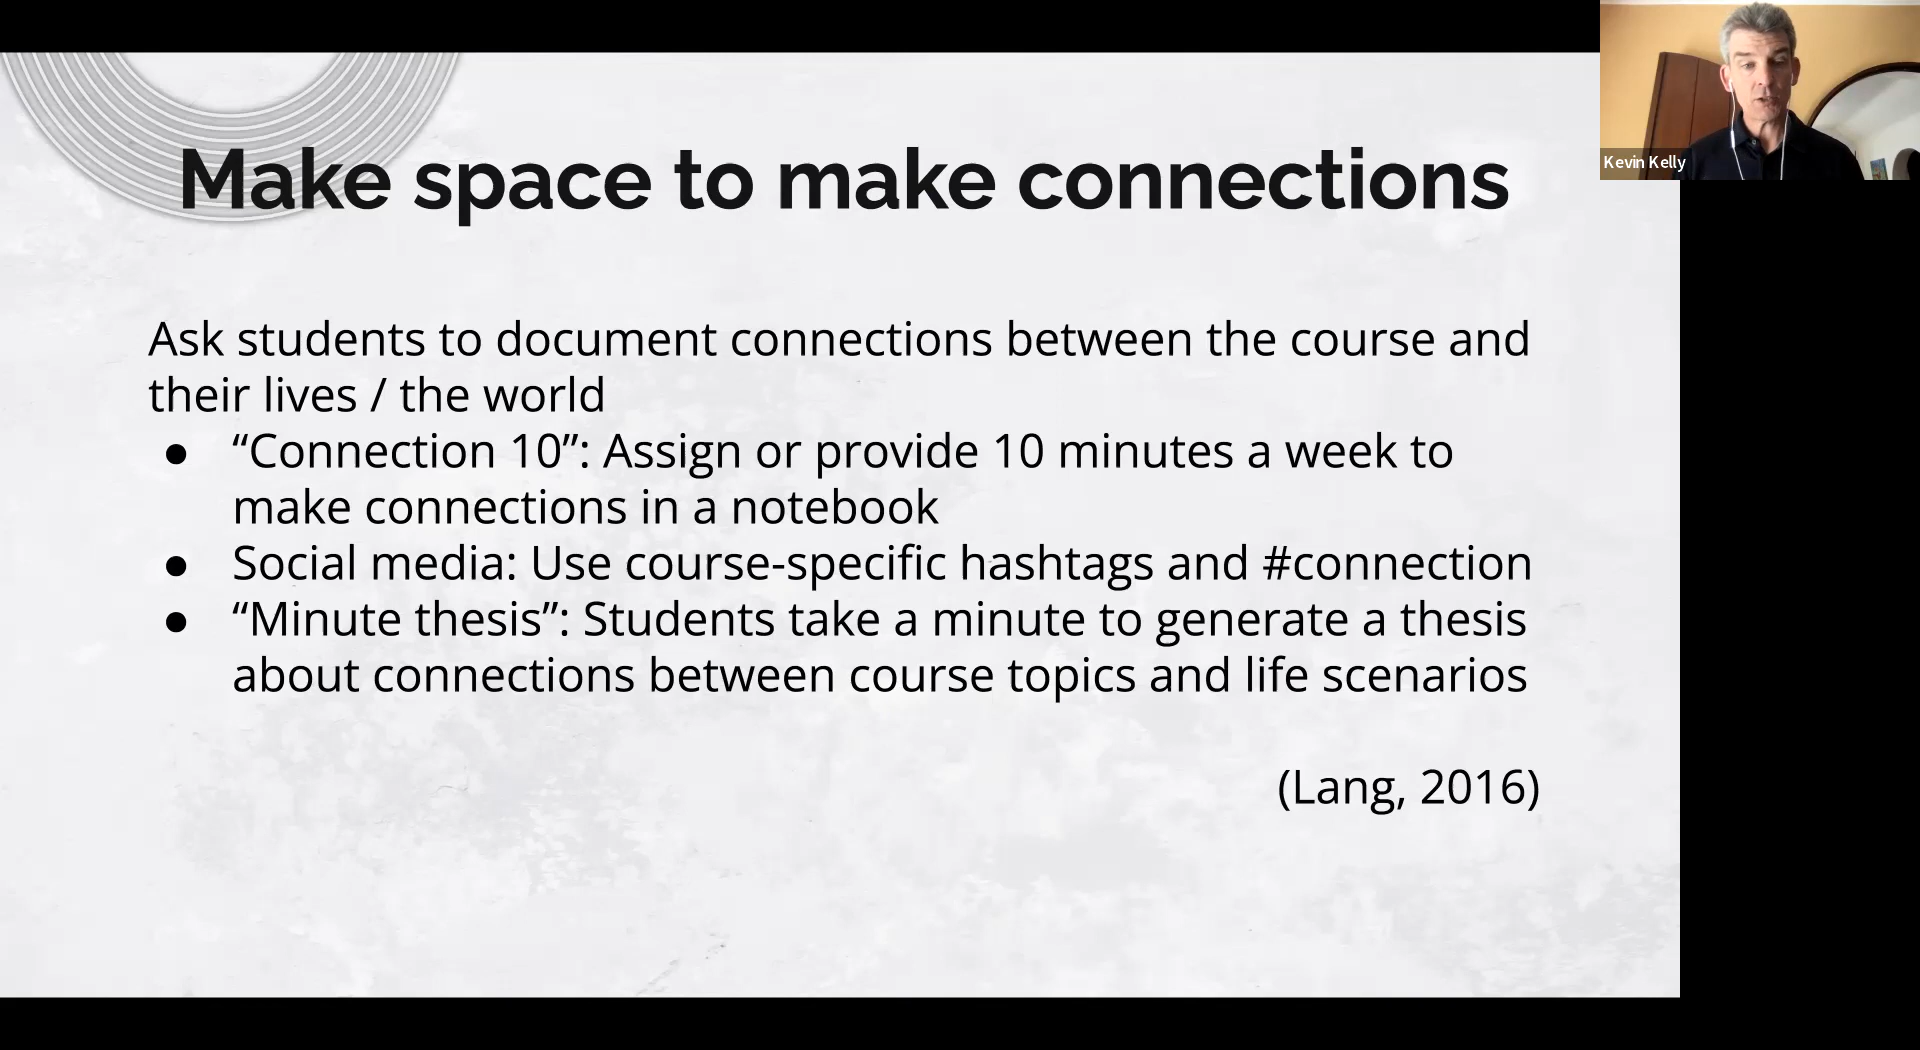 Make space to make connections
Kevin Kelly
Ask students to document connections between the course and
their lives / the world
● “Connection 10”: Assign or provide 10 minutes a week to
make connections in a notebook
● Social media: Use course-specific hashtags and #connection
● “Minute thesis”: Students take a minute to generate a thesis
about connections between course topics and life scenarios
(Lang, 2016)